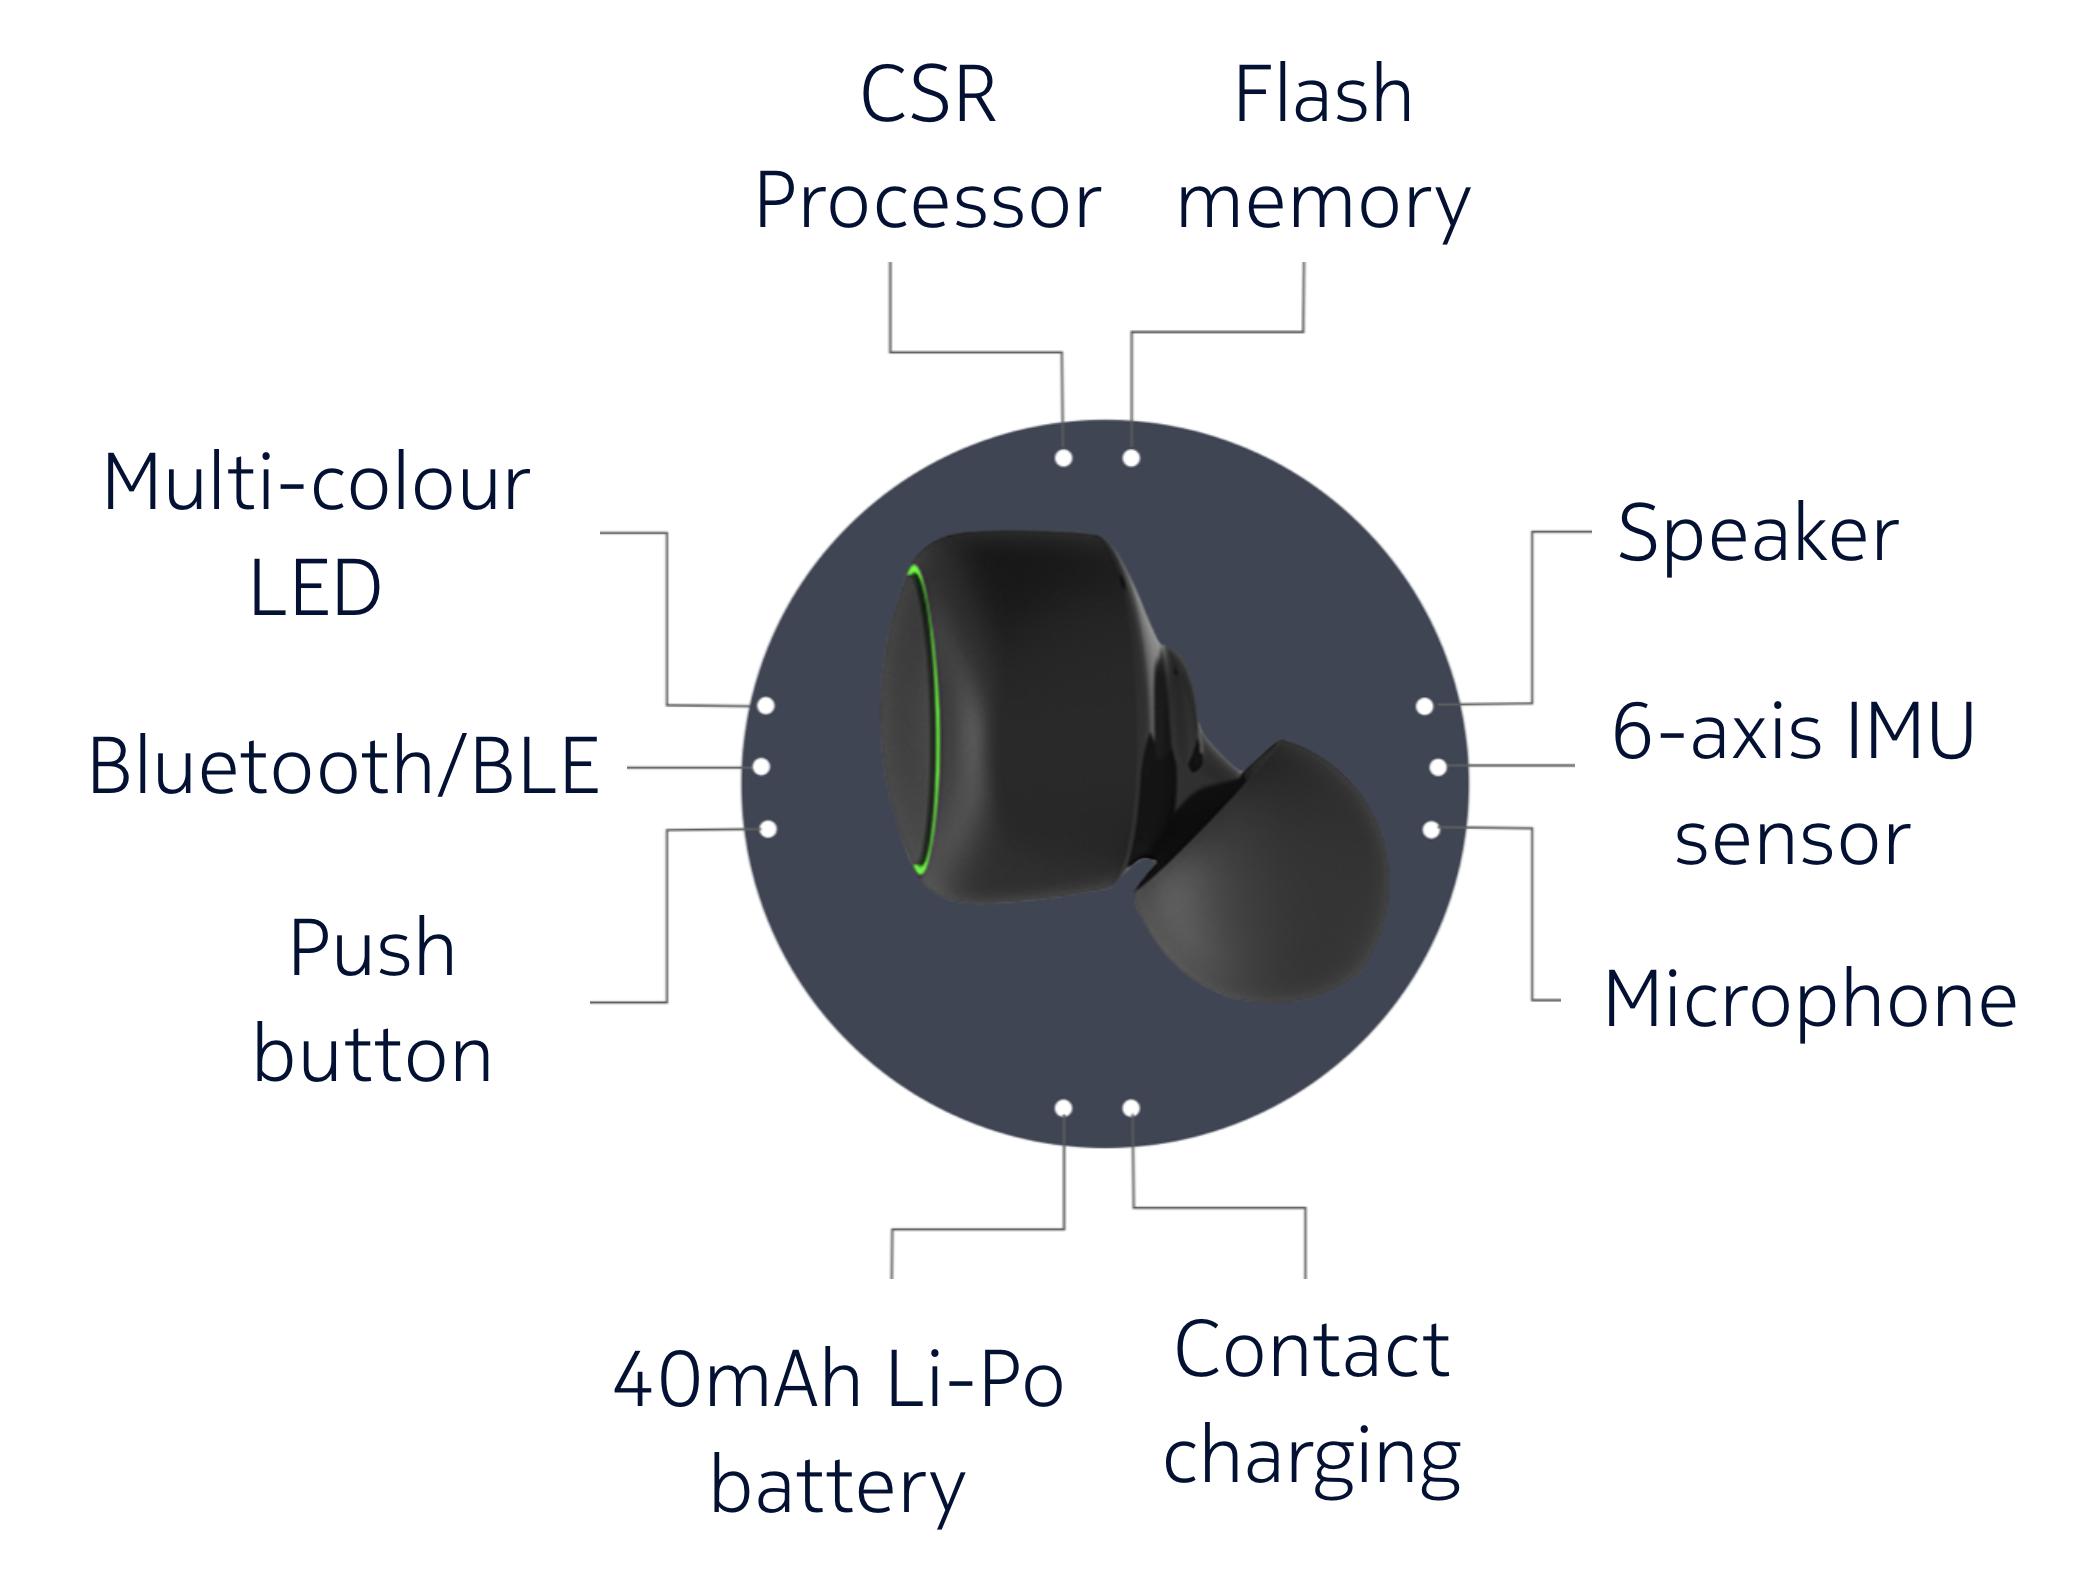 CSR
Processor
Flash
memory
Multi-colour
LED
Bluetooth/BLE
Push
button
Speaker
6-axis IMU
sensor
Microphone
40mAh Li-Po
battery
Contact
charging